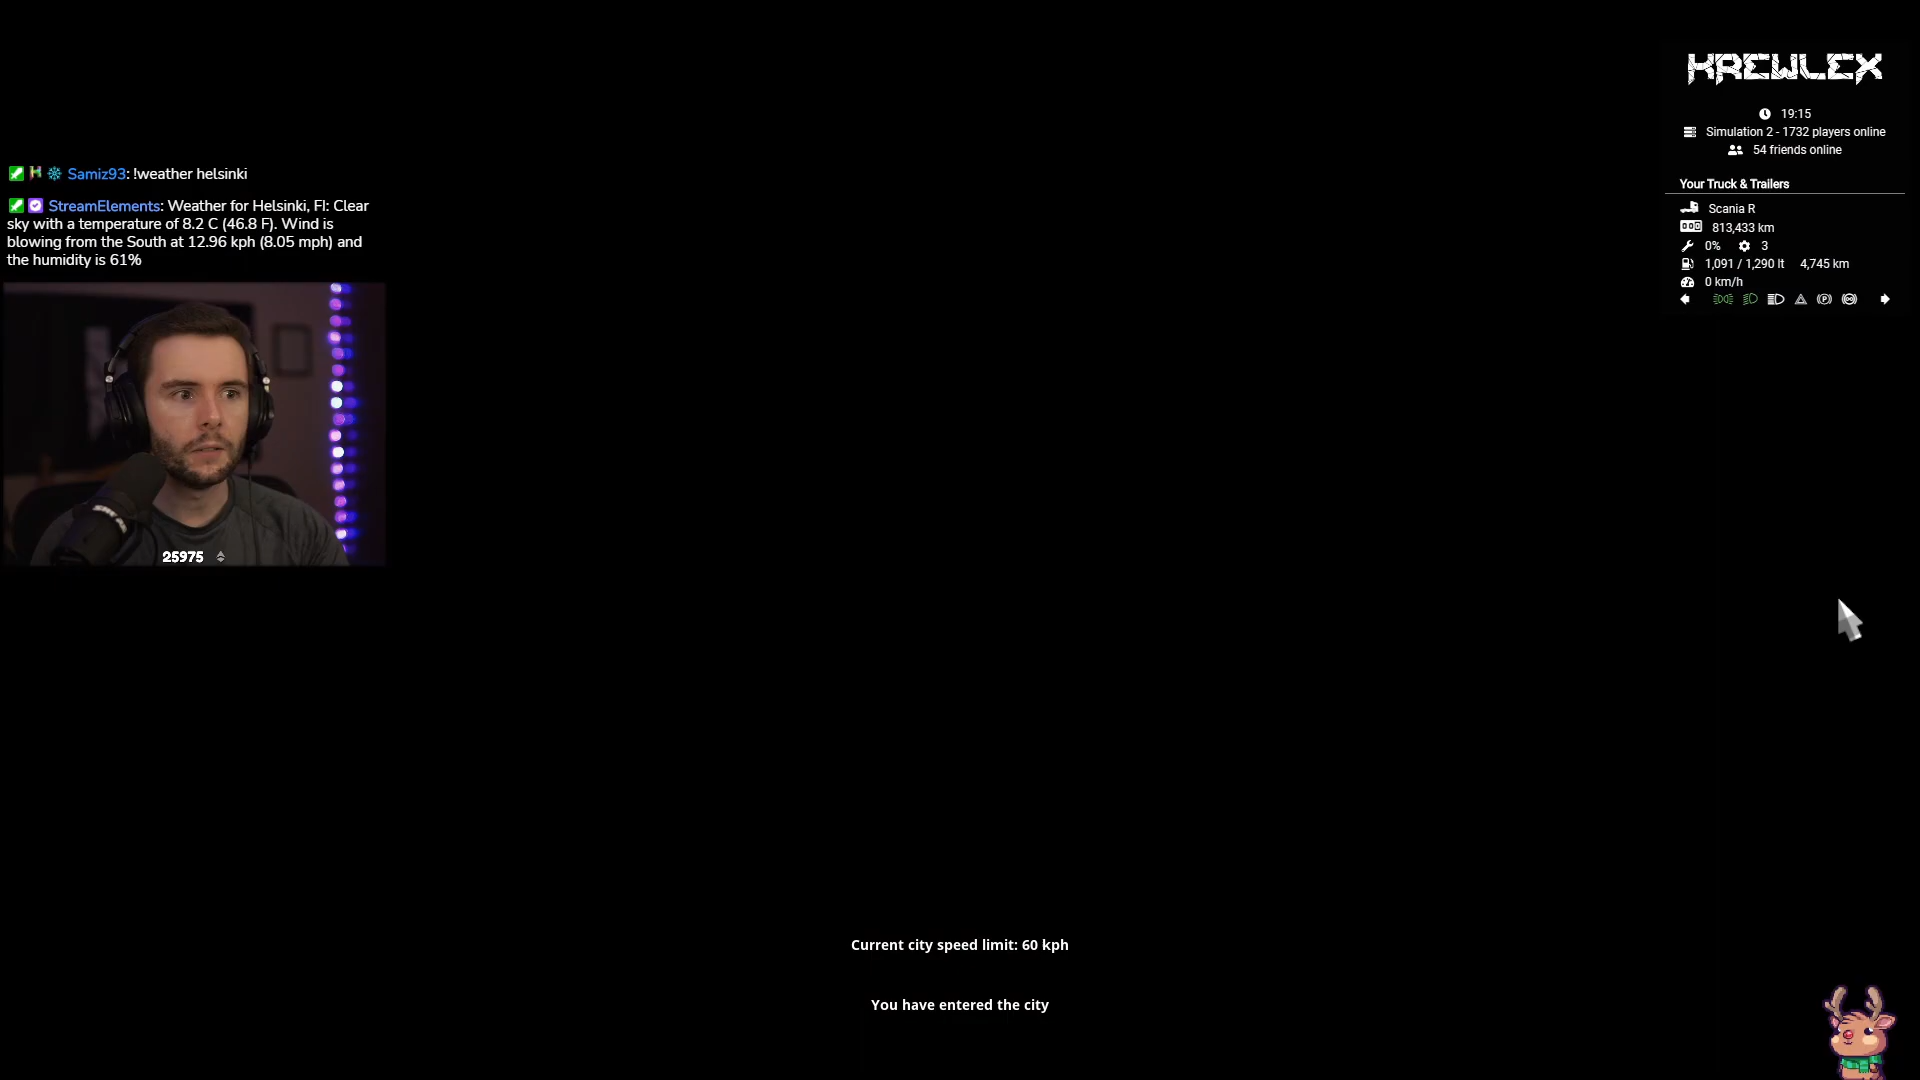 KREWLEX
19:15
Simulation 2 - 1732 players online
54 friends online
Your Truck & Trailers
Scania R
813,433 km
0% 3
1,091 / 1,290 lt 4,745 km
0 km/h
Samiz93: !weather helsinki
StreamElements: Weather for Helsinki, FI: Clear
sky with a temperature of 8.2 C (46.8 F). Wind is
blowing from the South at 12.96 kph (8.05 mph) and
the humidity is 61%
25975
Current city speed limit: 60 kph
You have entered the city